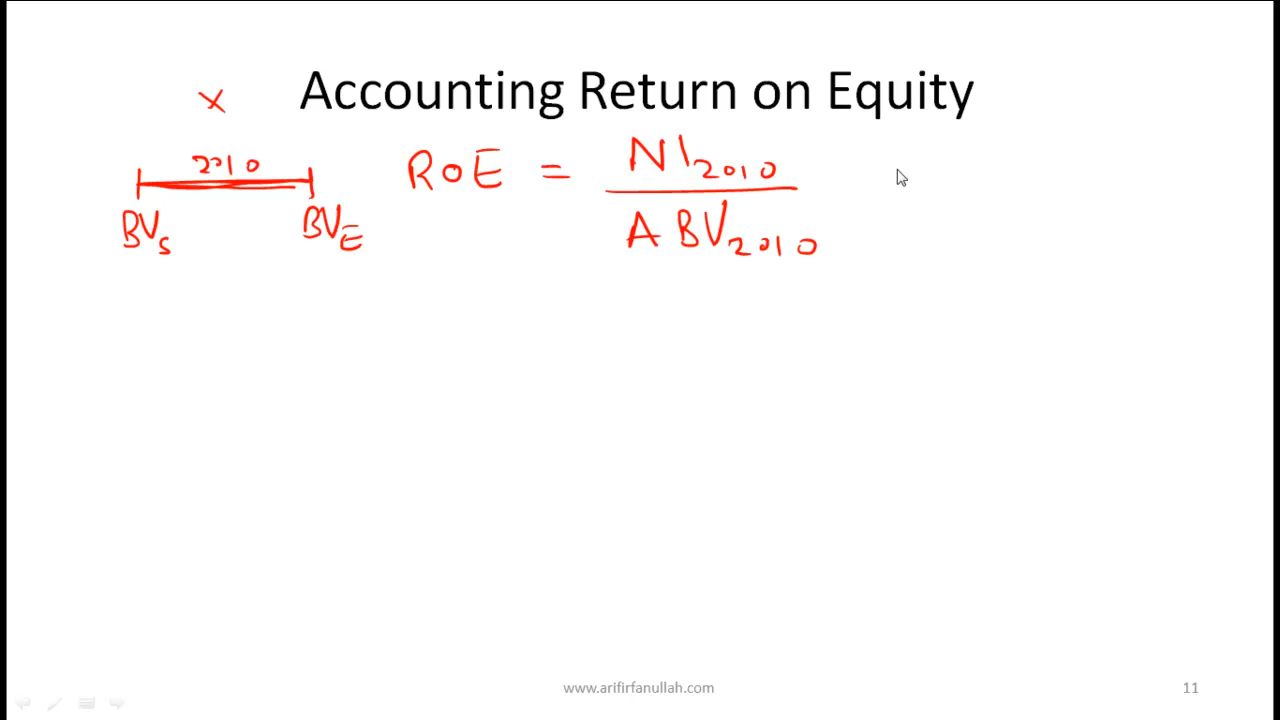 Accounting Return on Equity
x
2010
BVS
BVE
ROE = NI2010
ABV2010
www.arifirfanullah.com
11